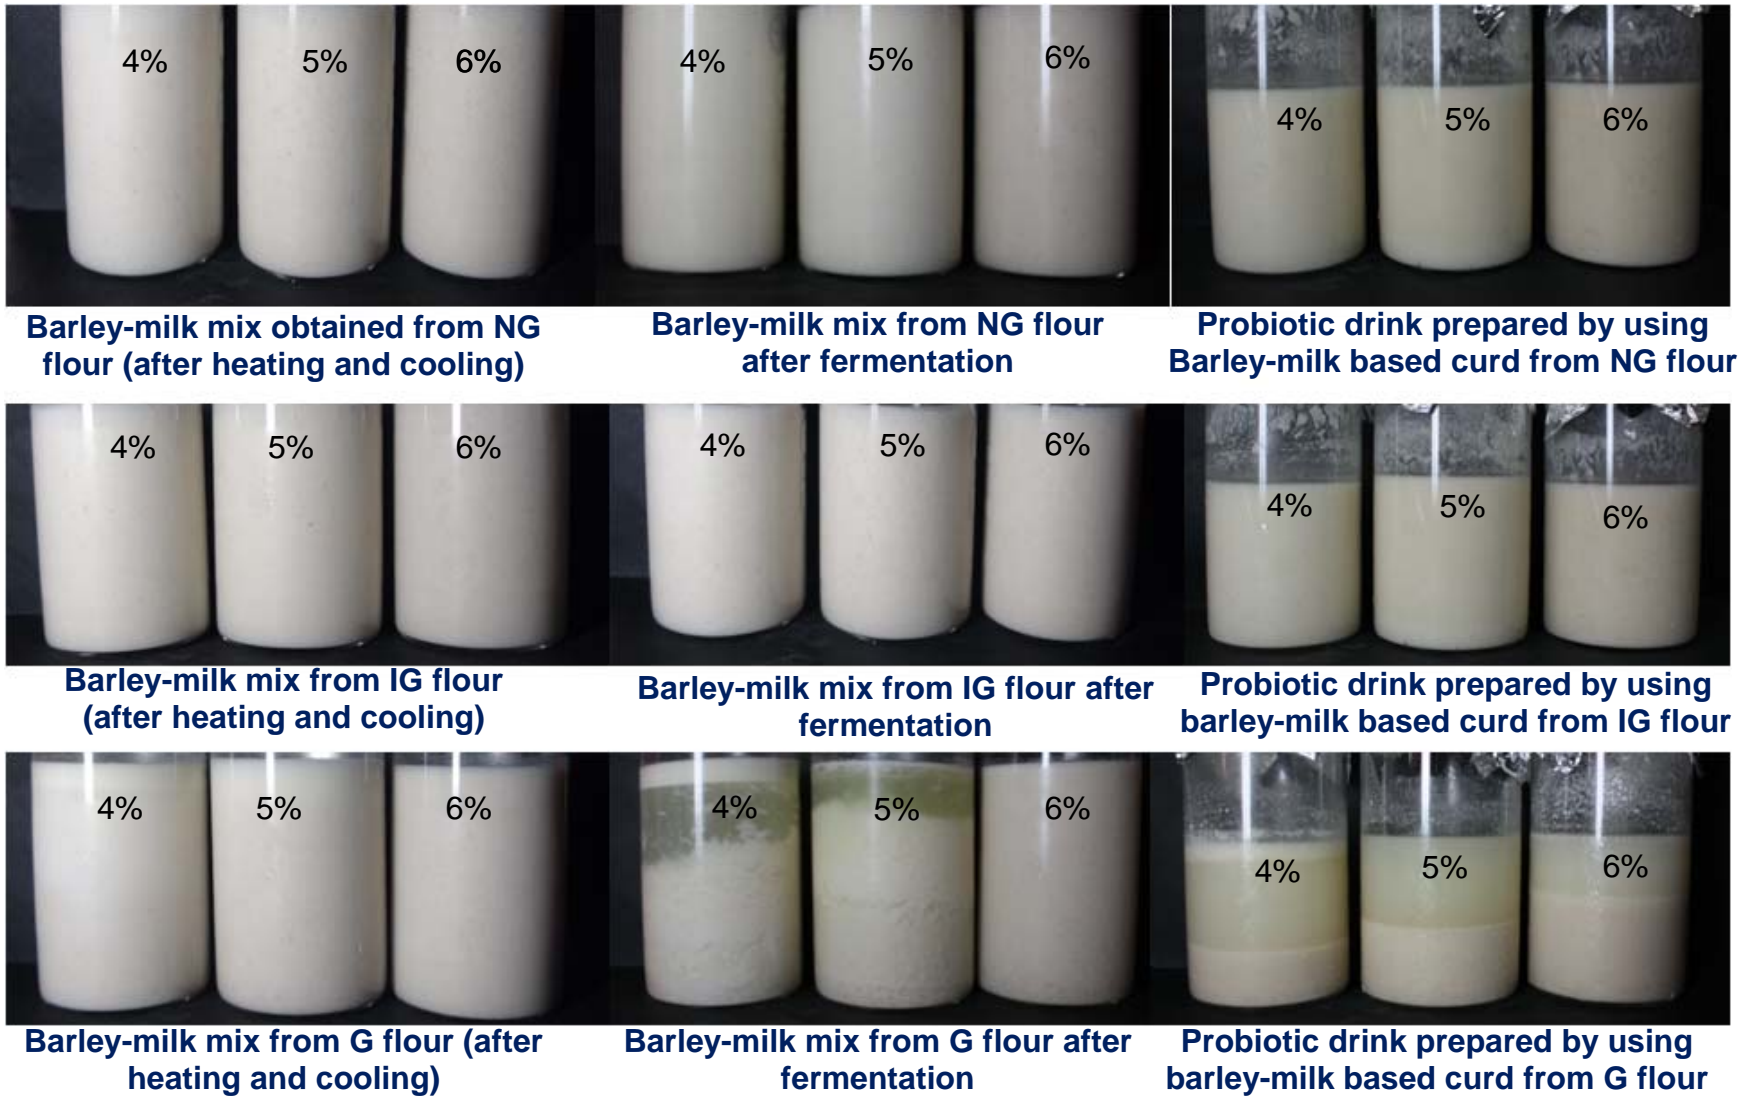 4% 5% 6%
4% 5% 6%
4% 5% 6%
Barley-milk mix obtained from NG
flour (after heating and cooling)
Barley-milk mix from NG flour
after fermentation
Probiotic drink prepared by using
Barley-milk based curd from NG flour
4% 5% 6%
4% 5% 6%
4% 5% 6%
Barley-milk mix from IG flour
(after heating and cooling)
Barley-milk mix from IG flour after
fermentation
Probiotic drink prepared by using
barley-milk based curd from IG flour
4% 5% 6%
4% 5% 6%
4% 5% 6%
Barley-milk mix from G flour (after
heating and cooling)
Barley-milk mix from G flour after
fermentation
Probiotic drink prepared by using
barley-milk based curd from G flour